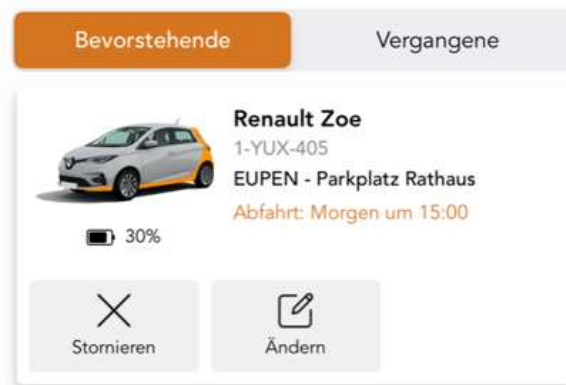 Bevorstehende
Vergangene
Renault Zoe
1-YUX-405
EUPEN - Parkplatz Rathaus
Abfahrt: Morgen um 15:00
30%
Stornieren
Ändern